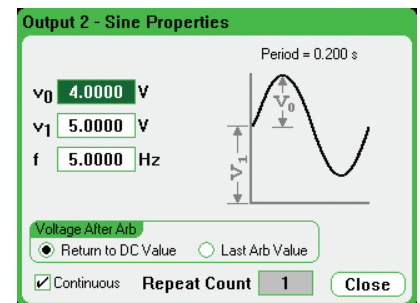 Output 2 - Sine Properties
Period = 0.200 s
v0 4.0000 V
v1 5.0000 V
f 5.0000 Hz
V0
V1
Voltage After Arb
Return to DC Value Last Arb Value
Continuous Repeat Count 1 Close